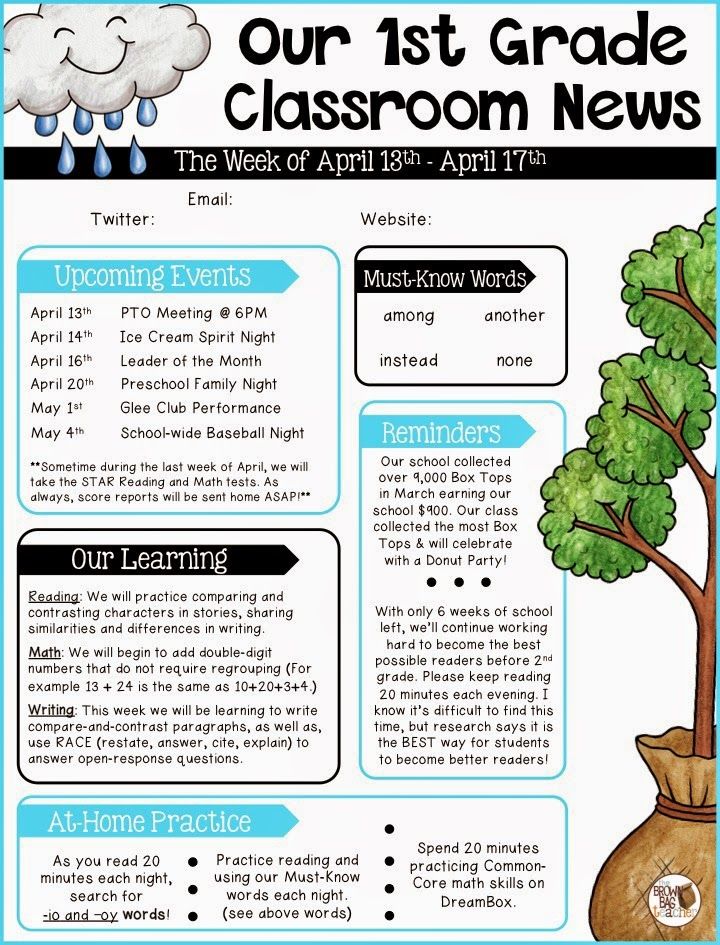 Our 1st Grade
Classroom News
The Week of April 13th - April 17th
Email:
Twitter:
Website:
Upcoming Events
April 13th PTO Meeting @ 6PM
April 14th Ice Cream Spirit Night
April 16th Leader of the Month
April 20th Preschool Family Night
May 1st Glee Club Performance
May 4th School-wide Baseball Night
**Sometime during the last week of April, we will
take the STAR Reading and Math tests. As
always, score reports will be sent home ASAP!**
Must-Know Words
among another
instead none
Reminders
Our school collected
over 9,000 Box Tops
in March earning our
school $900. Our class
collected the most Box
Tops & will celebrate
with a Donut Party!
• • •
With only 6 weeks of school
left, we'll continue working
hard to become the best
possible readers before 2nd
grade. Please keep reading
20 minutes each evening. I
know it's difficult to find this
time, but research says it is
the BEST way for students
to become better readers!
Our Learning
Reading: We will practice comparing and
contrasting characters in stories, sharing
similarities and differences in writing.
Math: We will begin to add double-digit
numbers that do not require regrouping (For
example 13 + 24 is the same as 10+20+3+4.)
Writing: This week we will be learning to write
compare-and-contrast paragraphs, as well as,
use RACE (restate, answer, cite, explain) to
answer open-response questions.
At-Home Practice
As you read 20
minutes each night,
search for
-io and -oy words!
Practice reading and
using our Must-Know
words each night.
(see above words)
Spend 20 minutes
practicing Common-
Core math skills on
DreamBox.
the
BROWN
BAG
teacher